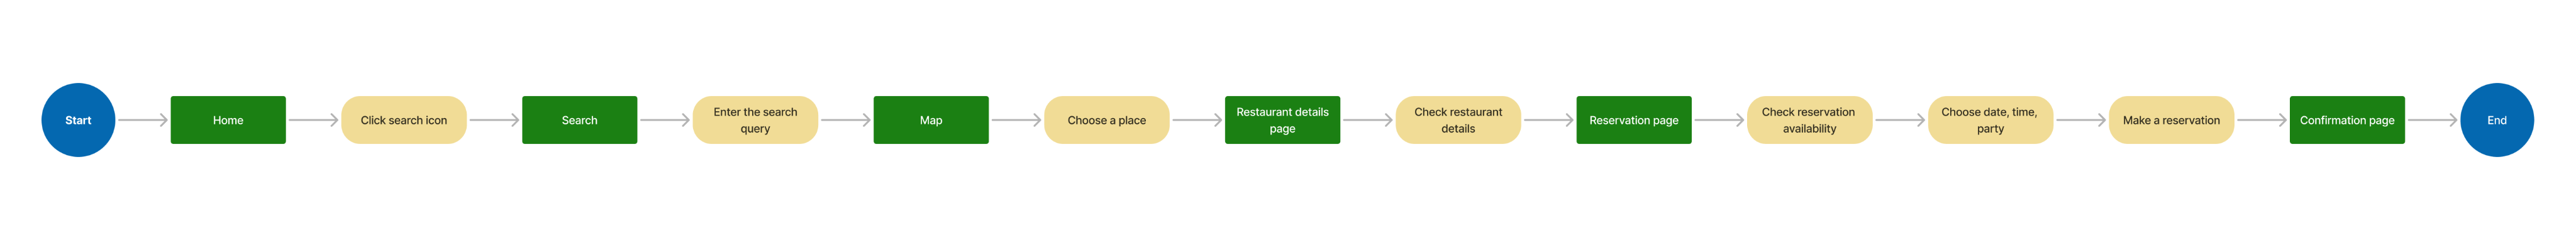 Start
Home
Click search icon
Search
Enter the search
query
Map
Choose a place
Restaurant details
page
Check restaurant
details
Reservation page
Check reservation
availability
Choose date, time,
party
Make a reservation
Confirmation page
End